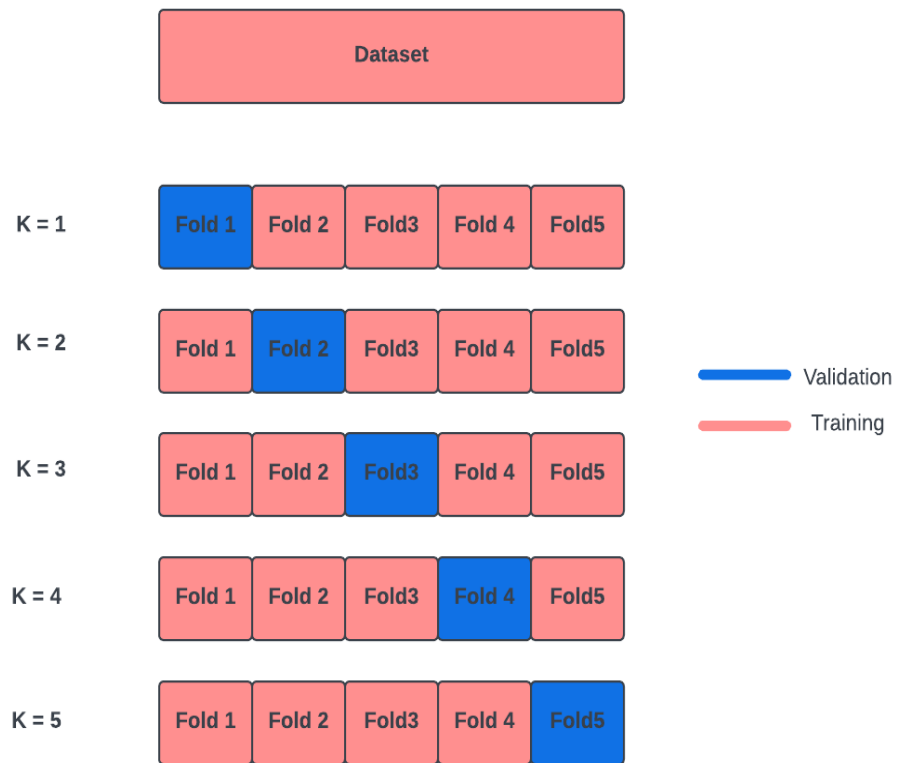 Dataset
K = 1
Fold 1 Fold 2 Fold3 Fold 4 Fold5
K = 2
Fold 1 Fold 2 Fold3 Fold 4 Fold5
Validation
Training
K = 3
Fold 1 Fold 2 Fold3 Fold 4 Fold5
K = 4
Fold 1 Fold 2 Fold3 Fold 4 Fold5
K = 5
Fold 1 Fold 2 Fold3 Fold 4 Fold5